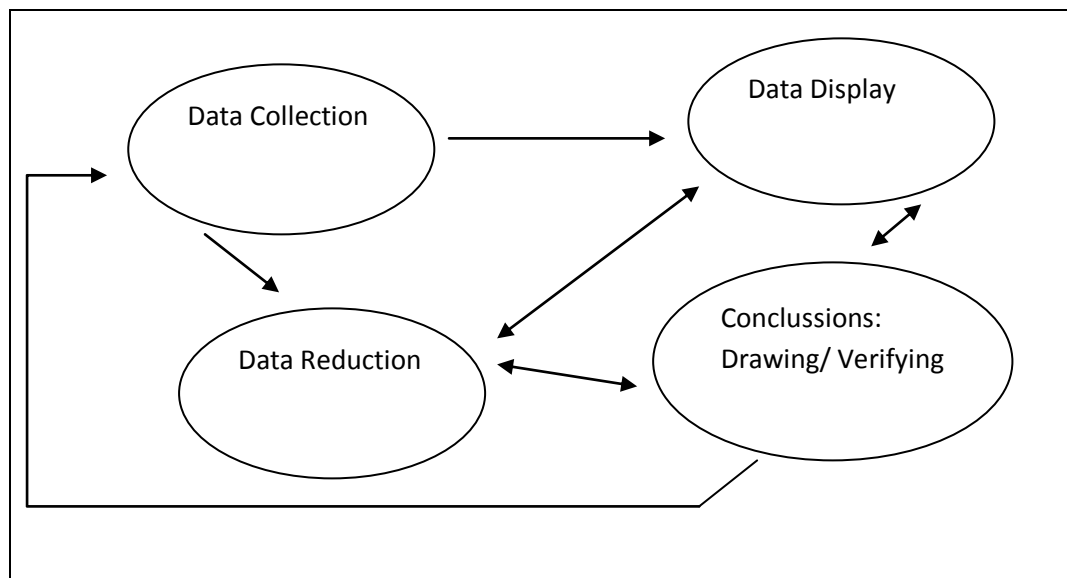 Data Collection
Data Display
Data Reduction
Conclussions:
Drawing/ Verifying